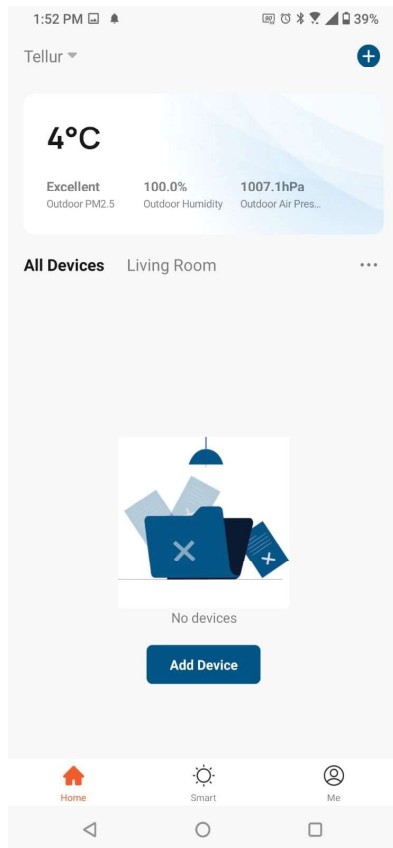 1:52 PM 39%
Tellur
4°C
Excellent 100.0% 1007.1hPa
Outdoor PM2.5 Outdoor Humidity Outdoor Air Pres...
All Devices Living Room
No devices
Add Device
Home Smart Me